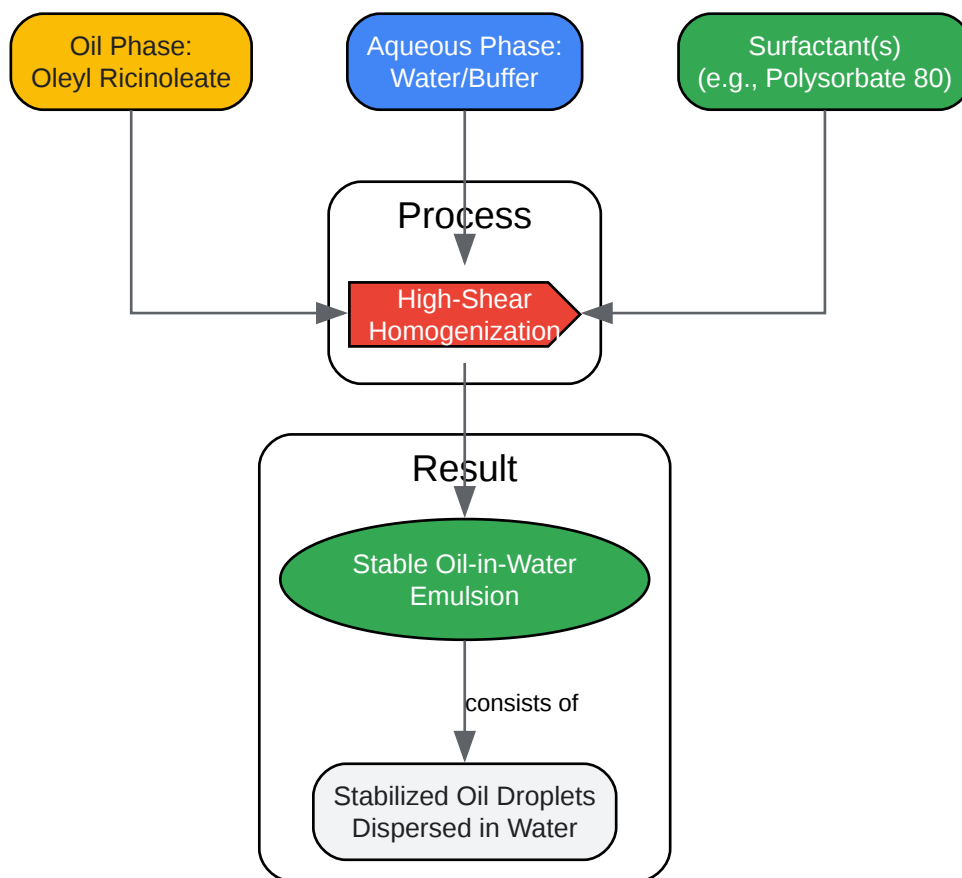 Oil Phase:
Oleyl Ricinoleate
Aqueous Phase:
Water/Buffer
Surfactant(s)
(e.g., Polysorbate 80)
Process
High-Shear
Homogenization
Result
Stable Oil-in-Water
Emulsion
consists of
Stabilized Oil Droplets
Dispersed in Water